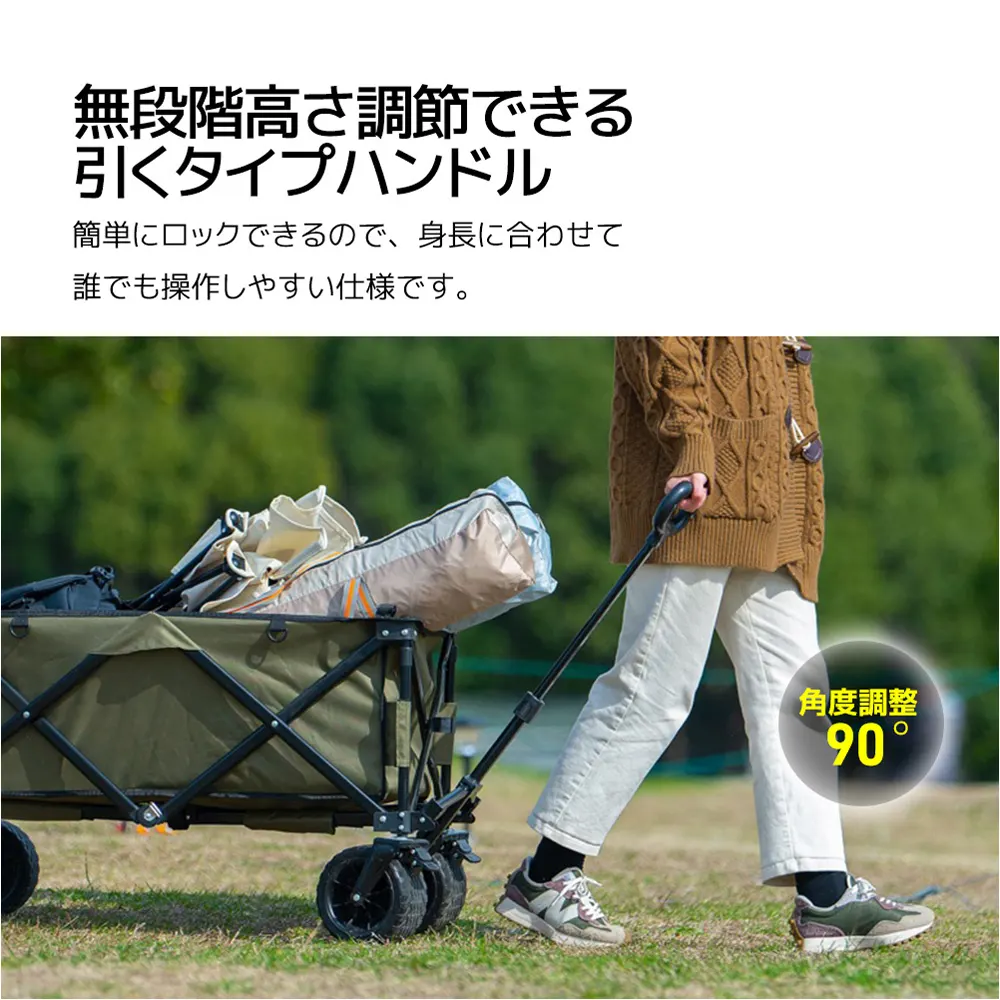 無段階高さ調節できる
引くタイプハンドル
簡単にロックできるので、身長に合わせて
誰でも操作しやすい仕様です。
角度調整
90°